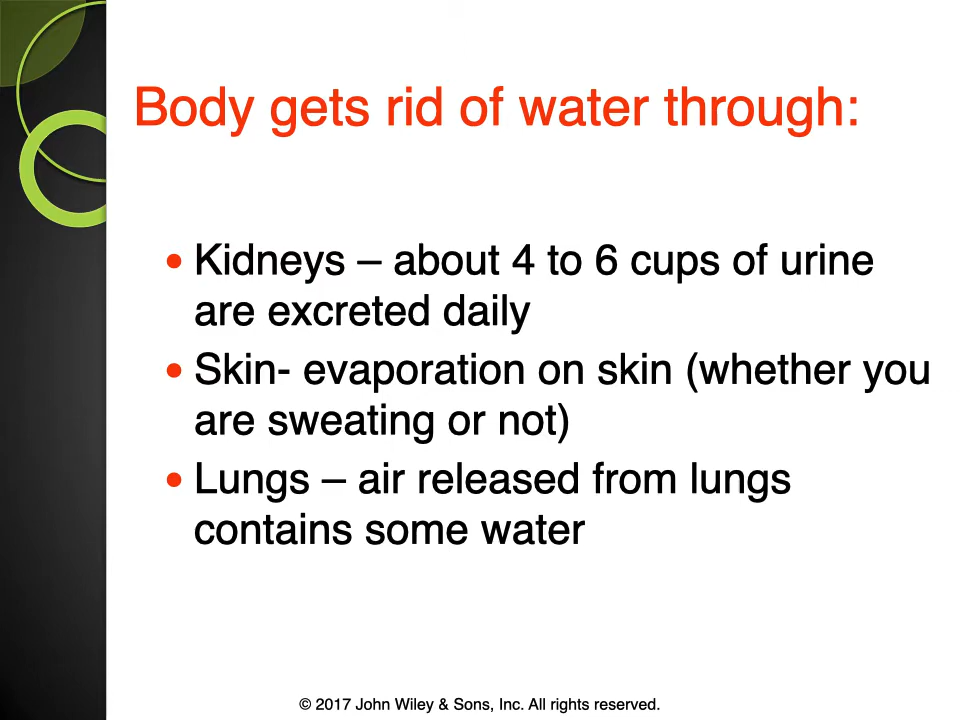 Body gets rid of water through:
• Kidneys – about 4 to 6 cups of urine
are excreted daily
• Skin- evaporation on skin (whether you
are sweating or not)
• Lungs – air released from lungs
contains some water
© 2017 John Wiley & Sons, Inc. All rights reserved.